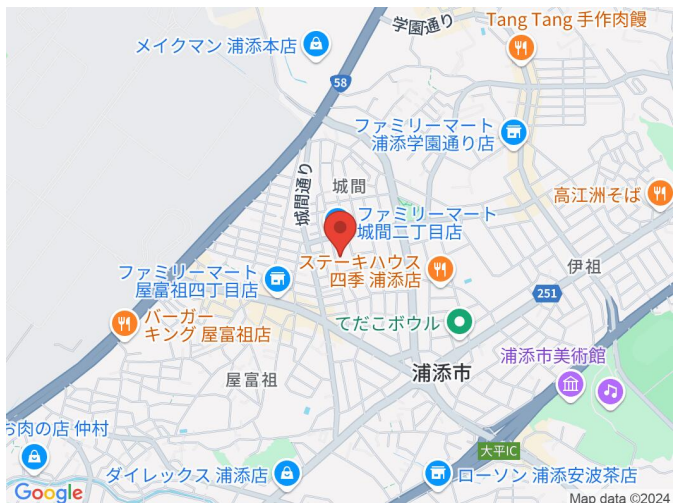 学園通り
Tang Tang 手作肉饅
メイクマン 浦添本店
58
ファミリーマート
浦添学園通り店
城間通り
城間
高江洲そば
ファミリーマート
城間二丁目店
ステーキハウス
四季 浦添店
伊祖
ファミリーマート
屋富祖四丁目店
251
バーガー
キング 屋富祖店
てだこボウル
浦添市美術館
屋富祖
浦添市
お肉の店 仲村
大平IC
ダイレックス 浦添店
ローソン 浦添安波茶店
Google
Map data ©2024